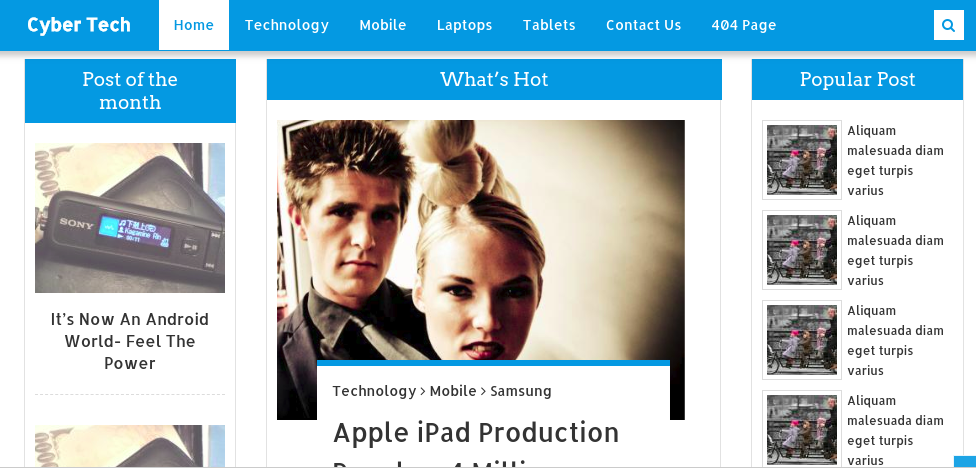 Cyber Tech
Home
Technology
Mobile
Laptops
Tablets
Contact Us
404 Page
Post of the
month
SONY
It's Now An Android
World- Feel The
Power
What's Hot
Technology > Mobile > Samsung
Apple iPad Production
Popular Post
Aliquam
malesuada diam
eget turpis
varius
Aliquam
malesuada diam
eget turpis
varius
Aliquam
malesuada diam
eget turpis
varius
Aliquam
malesuada diam
eget turpis
varius